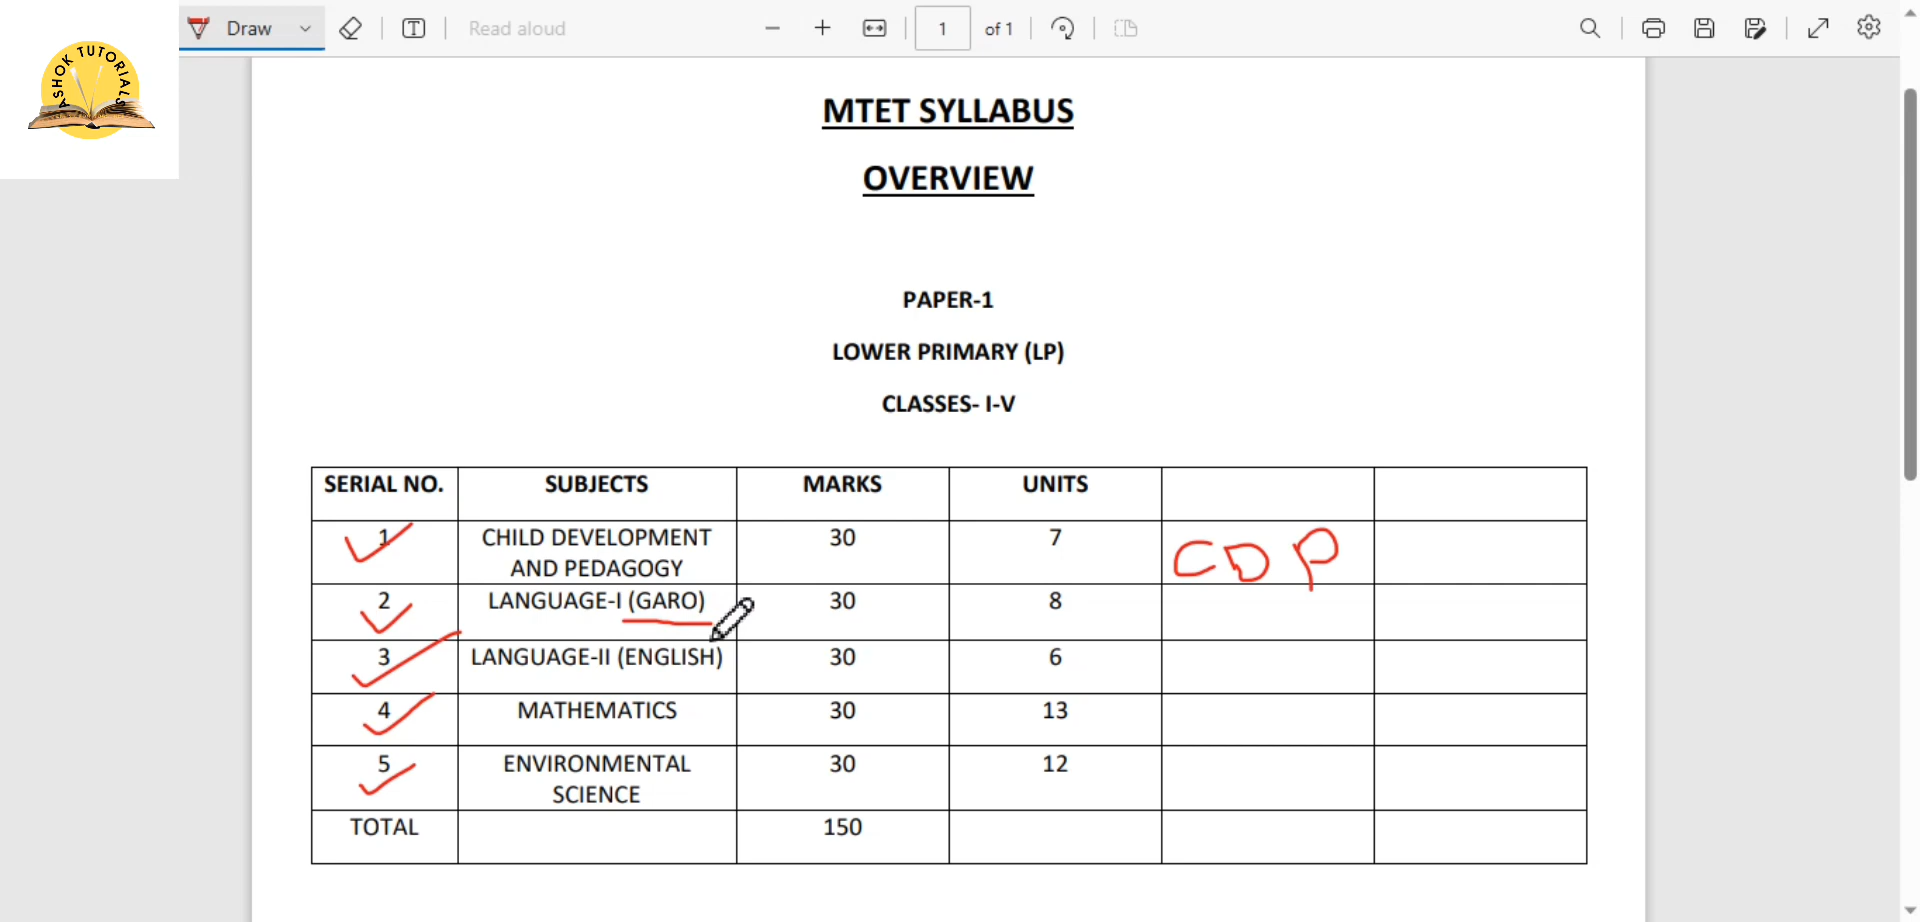 ASHOK TUTORIALS
Draw
Read aloud
1 of 1
MTET SYLLABUS
OVERVIEW
PAPER-1
LOWER PRIMARY (LP)
CLASSES- I-V
SERIAL NO. SUBJECTS MARKS UNITS
1 CHILD DEVELOPMENT AND PEDAGOGY 30 7 CDP
2 LANGUAGE-I (GARO) 30 8
3 LANGUAGE-II (ENGLISH) 30 6
4 MATHEMATICS 30 13
5 ENVIRONMENTAL SCIENCE 30 12
TOTAL 150